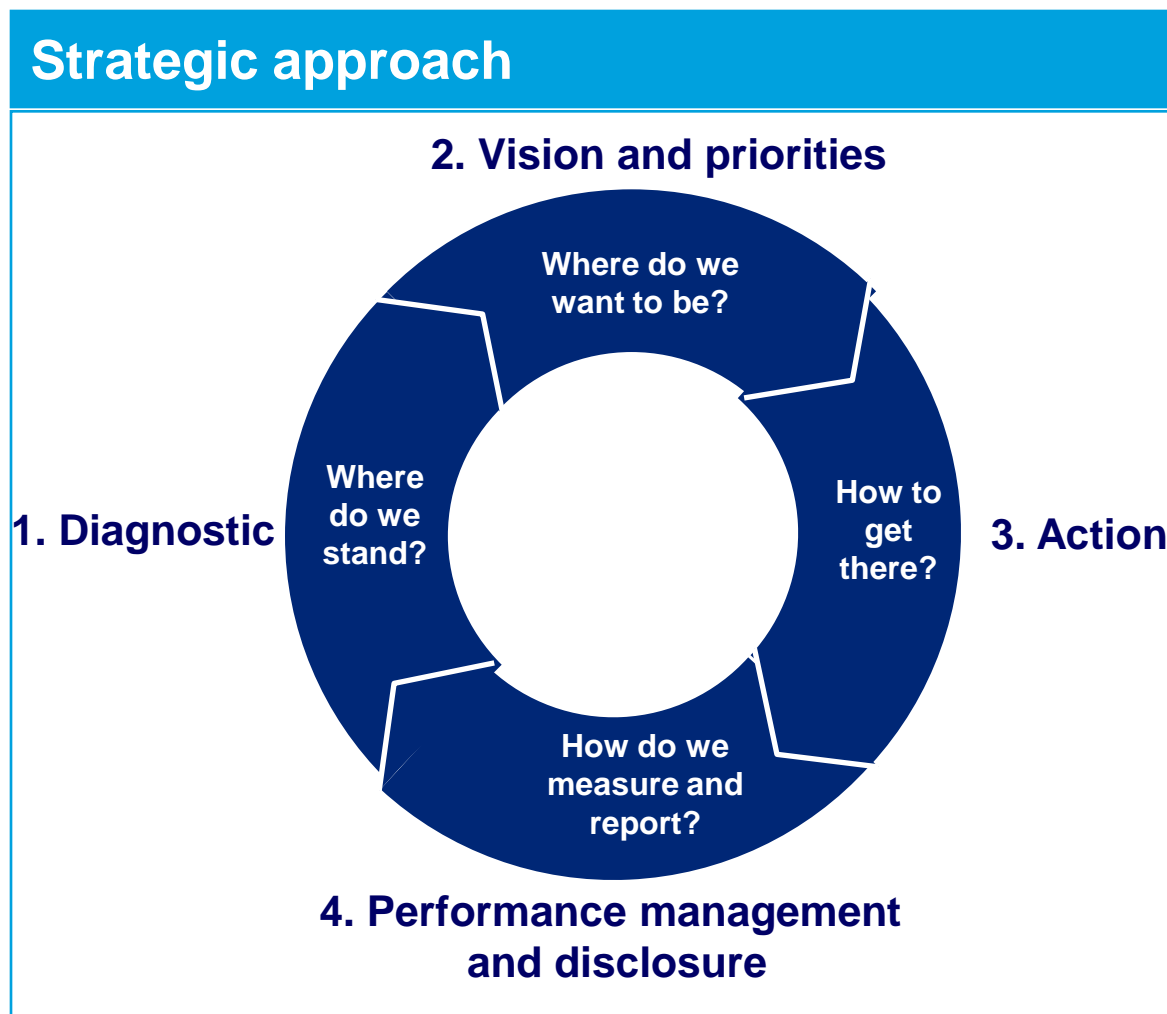 Strategic approach
2. Vision and priorities
Where do we
want to be?
1. Diagnostic
Where
do we
stand?
How to
get
there?
3. Action
How do we
measure and
report?
4. Performance management
and disclosure